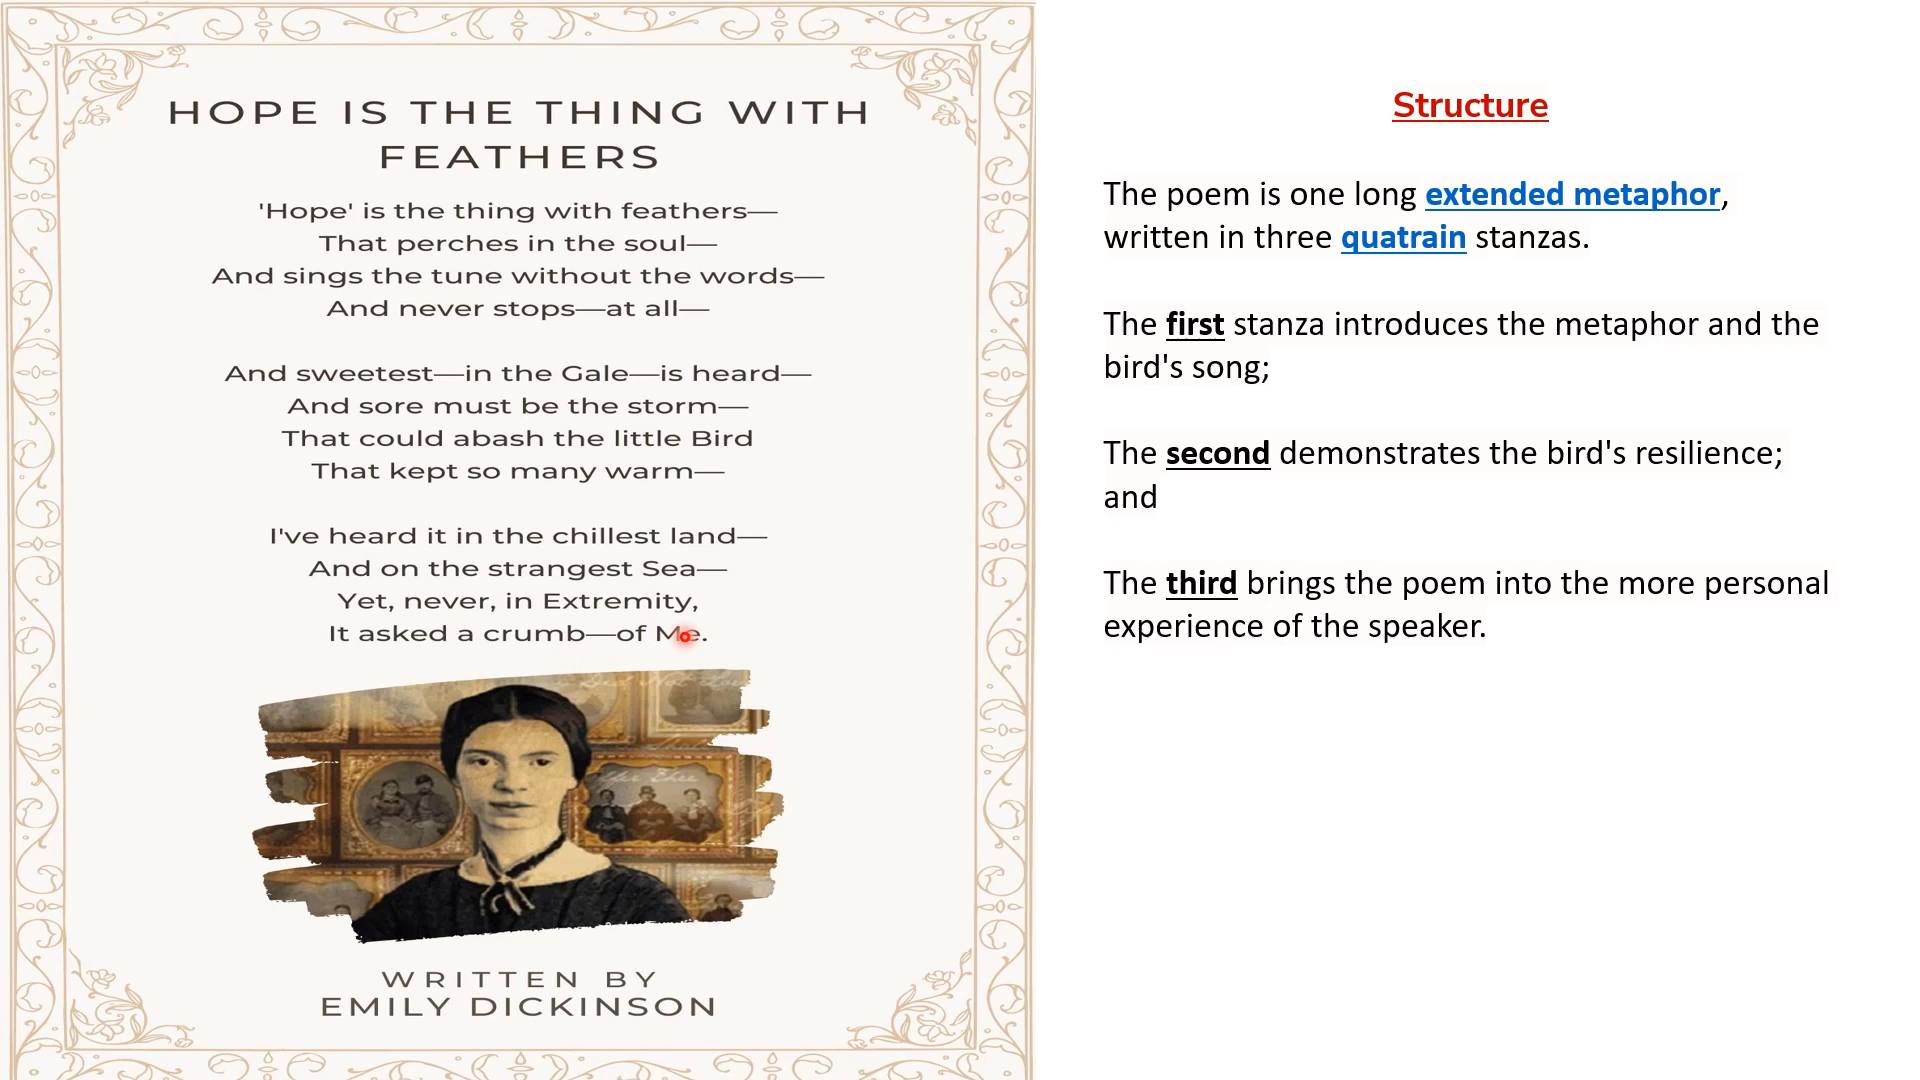 HOPE IS THE THING WITH
FEATHERS
'Hope' is the thing with feathers—
That perches in the soul—
And sings the tune without the words—
And never stops—at all—
And sweetest—in the Gale—is heard—
And sore must be the storm—
That could abash the little Bird
That kept so many warm—
I've heard it in the chillest land—
And on the strangest Sea—
Yet, never, in Extremity,
It asked a crumb—of Me.
WRITTEN BY
EMILY DICKINSON
Structure
The poem is one long extended metaphor,
written in three quatrain stanzas.
The first stanza introduces the metaphor and the
bird's song;
The second demonstrates the bird's resilience;
and
The third brings the poem into the more personal
experience of the speaker.